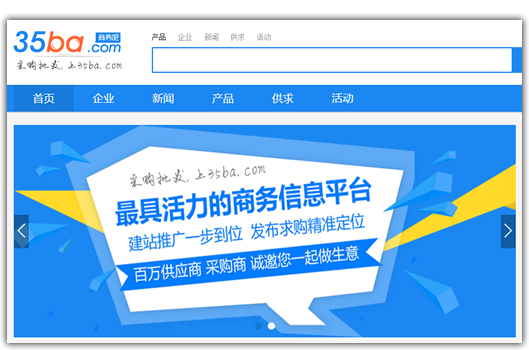 35ba.com 商务吧
采购批发,上35ba.com
产品 企业 新闻 供求 活动
首页 企业 新闻 产品 供求 活动
采购批发,上35ba.com
最具活力的商务信息平台
建站推广一步到位 发布求购精准定位
百万供应商 采购商 诚邀您一起做生意